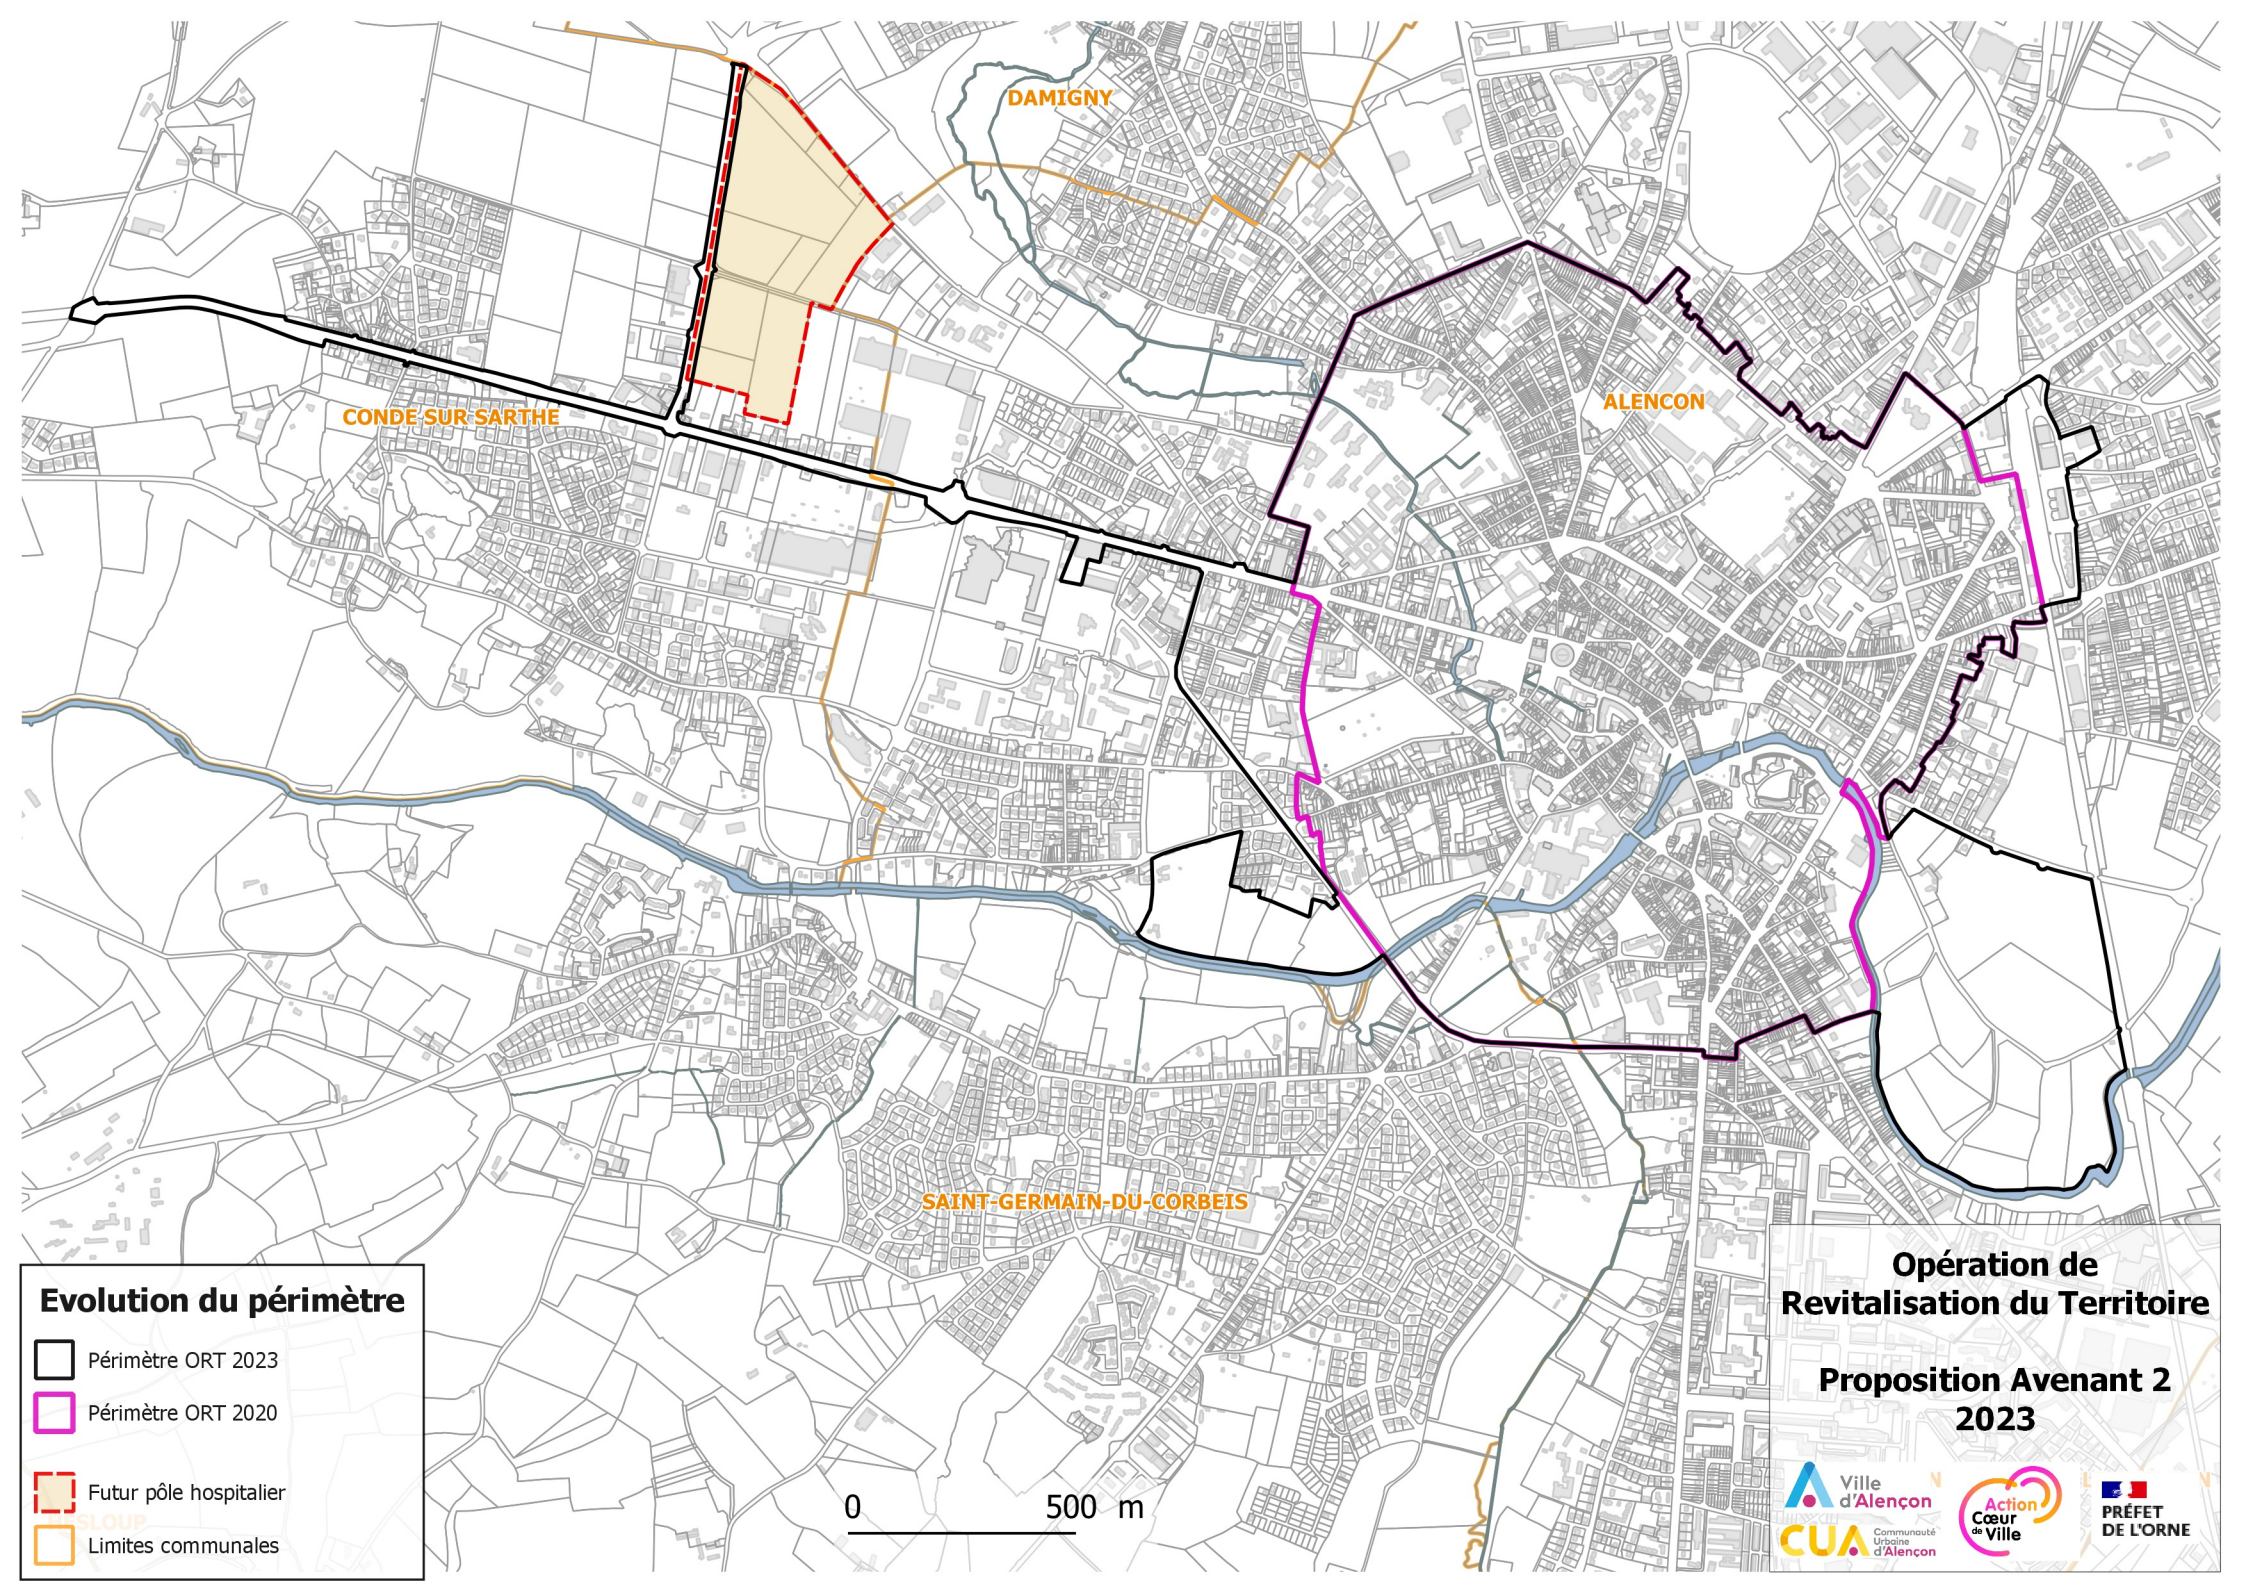 DAMIGNY
ALENCON
CONDE SUR SARTHE
SAINT-GERMAIN-DU-CORBEIS
Evolution du périmètre
Périmètre ORT 2023
Périmètre ORT 2020
Futur pôle hospitalier
Limites communales
0 500 m
Opération de
Revitalisation du Territoire
Proposition Avenant 2
2023
Ville
d'Alençon
CUA
Communauté
Urbaine
d'Alençon
Action
Cœur
de Ville
PRÉFET
DE L'ORNE